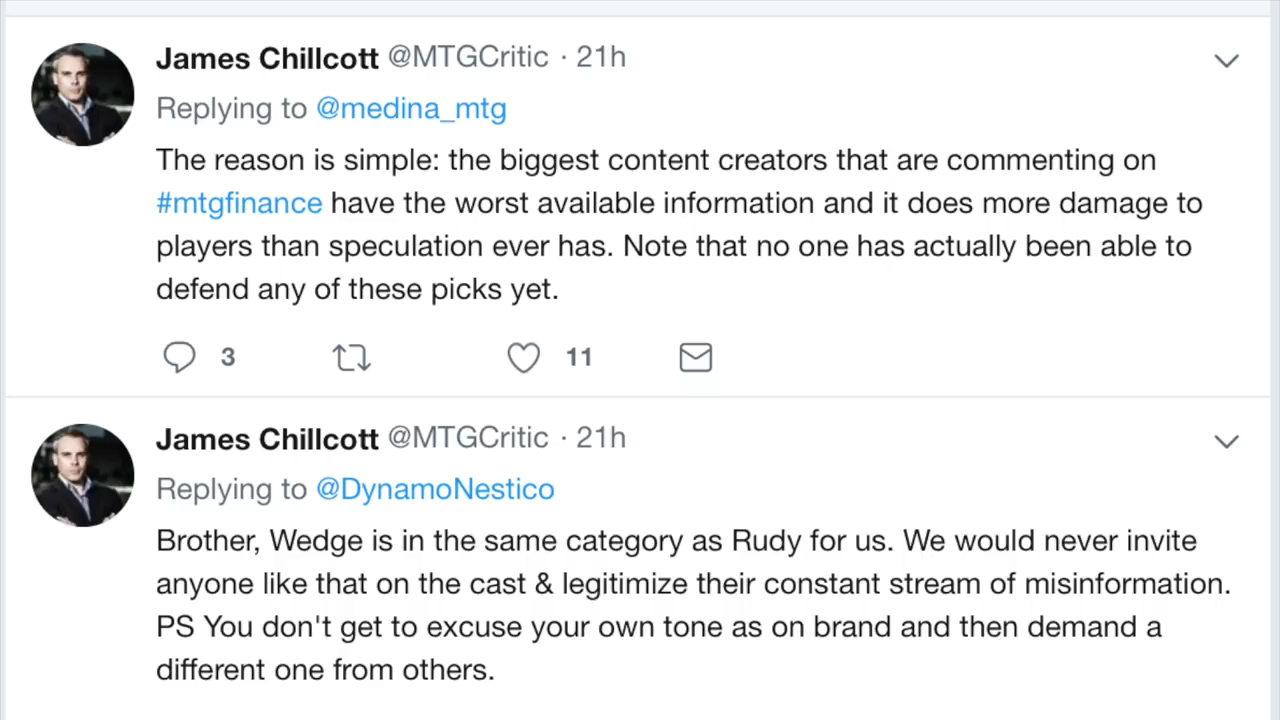 James Chillcott @MTGCritic · 21h
Replying to @medina_mtg
The reason is simple: the biggest content creators that are commenting on
#mtgfinance have the worst available information and it does more damage to
players than speculation ever has. Note that no one has actually been able to
defend any of these picks yet.
3 11
James Chillcott @MTGCritic · 21h
Replying to @DynamoNestico
Brother, Wedge is in the same category as Rudy for us. We would never invite
anyone like that on the cast & legitimize their constant stream of misinformation.
PS You don't get to excuse your own tone as on brand and then demand a
different one from others.